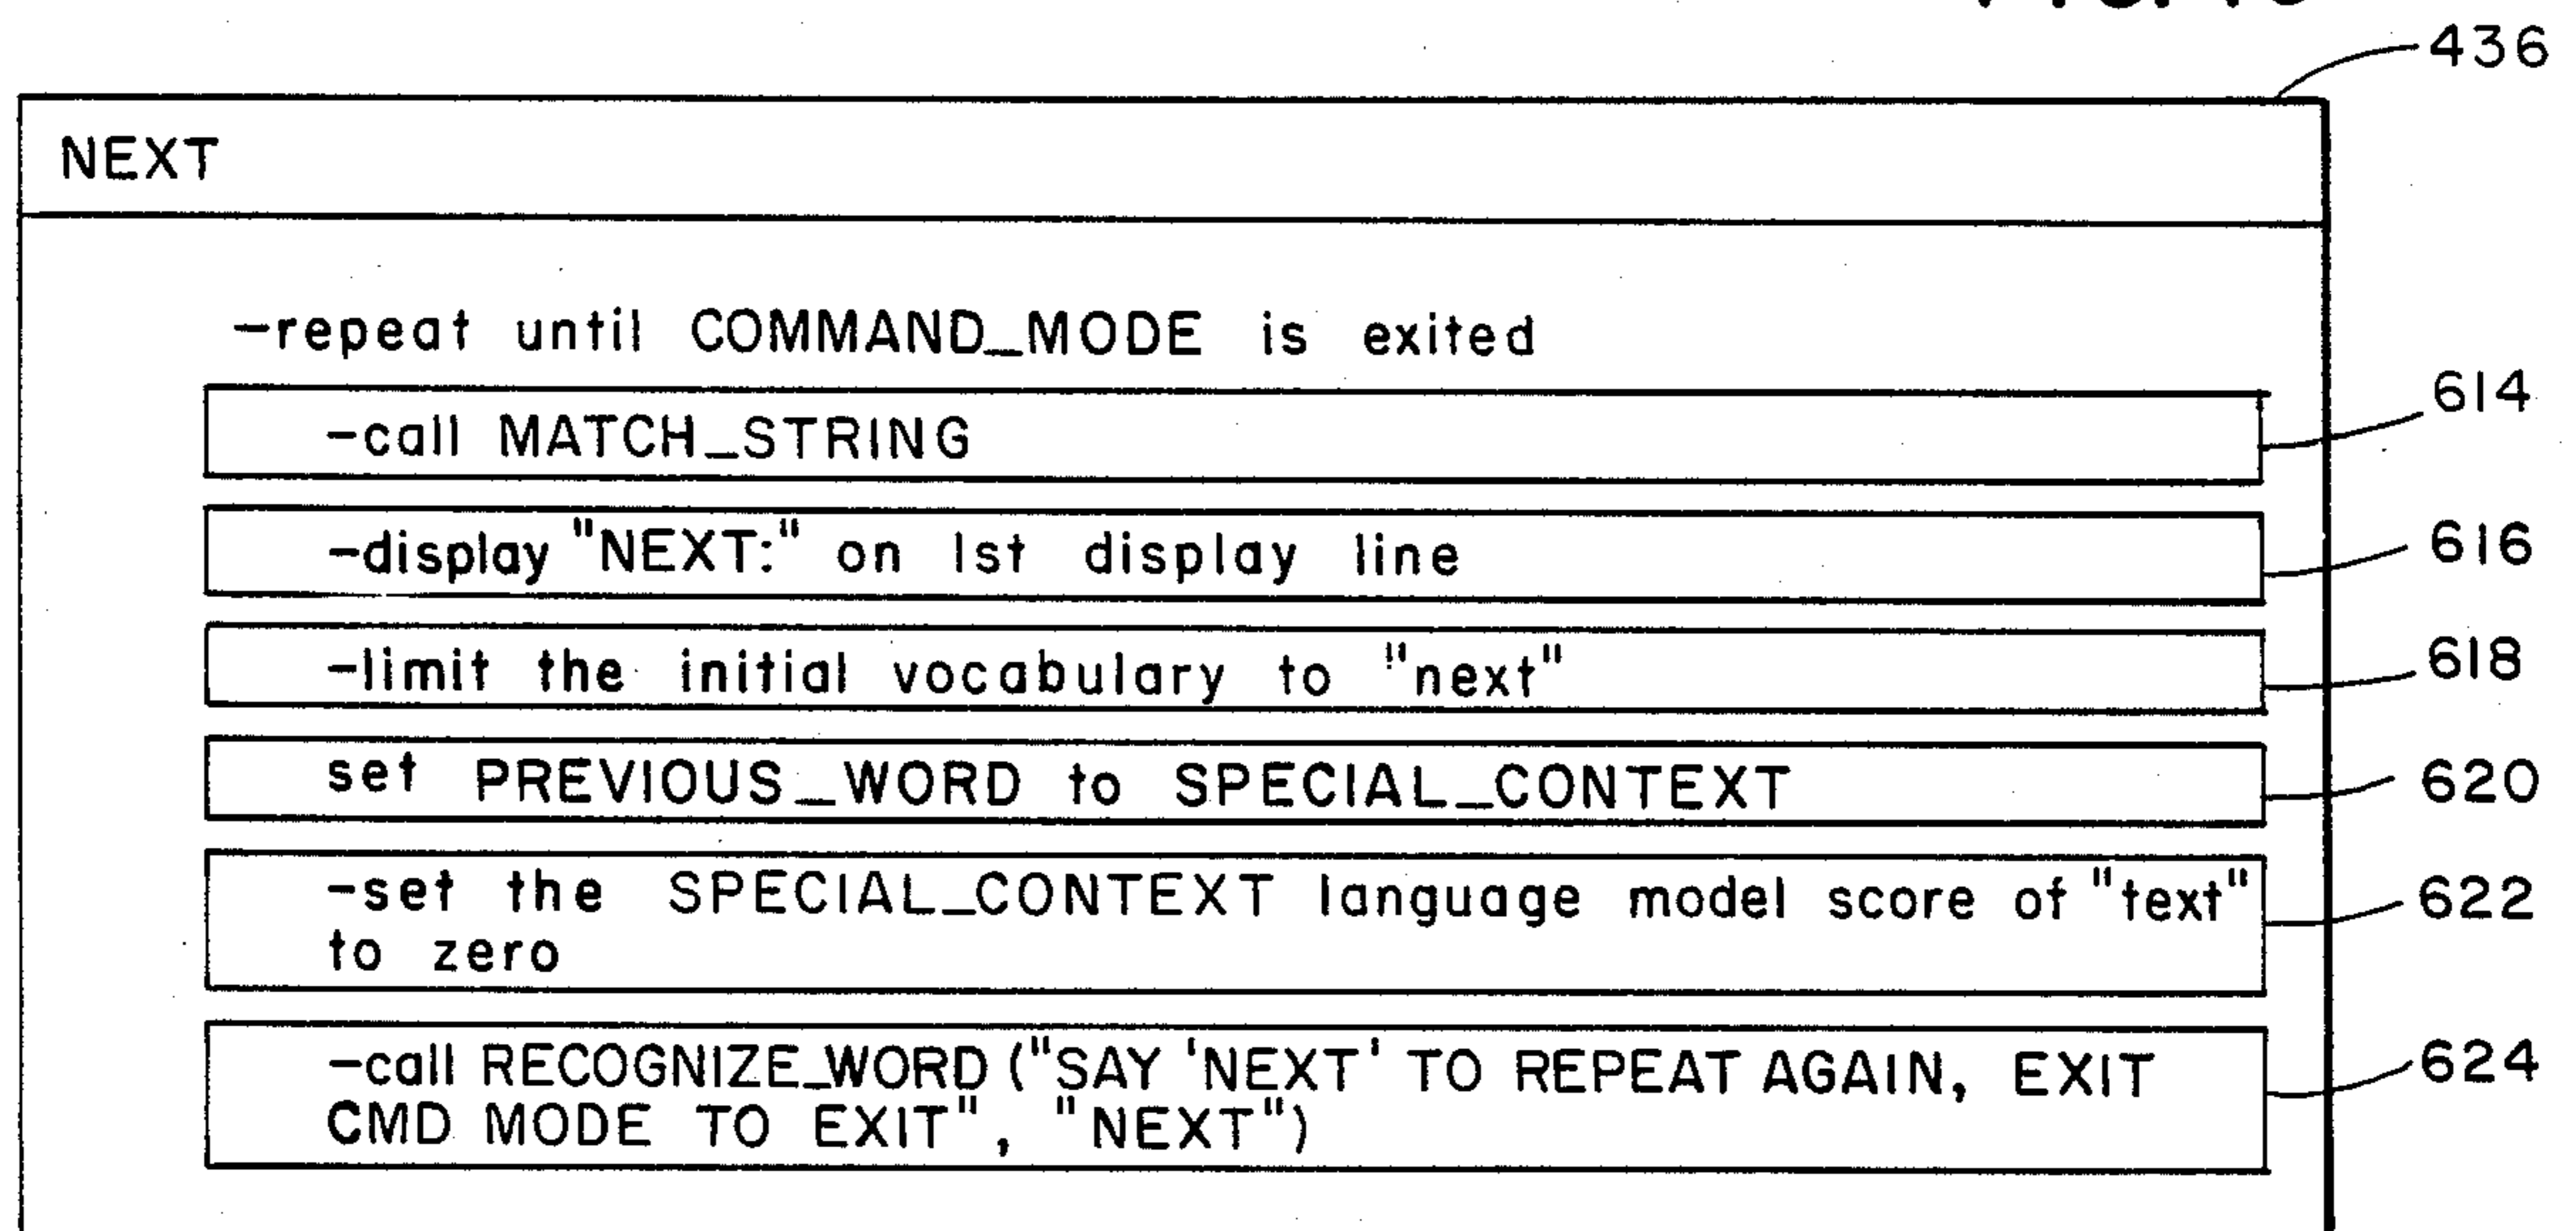 436
NEXT
-repeat until COMMAND_MODE is exited
-call MATCH_STRING
614
-display "NEXT:" on 1st display line
616
-limit the initial vocabulary to "next"
618
set PREVIOUS_WORD to SPECIAL_CONTEXT
620
-set the SPECIAL_CONTEXT language model score of "text"
to zero
622
-call RECOGNIZE_WORD ("SAY 'NEXT' TO REPEAT AGAIN, EXIT
CMD MODE TO EXIT", "NEXT")
624